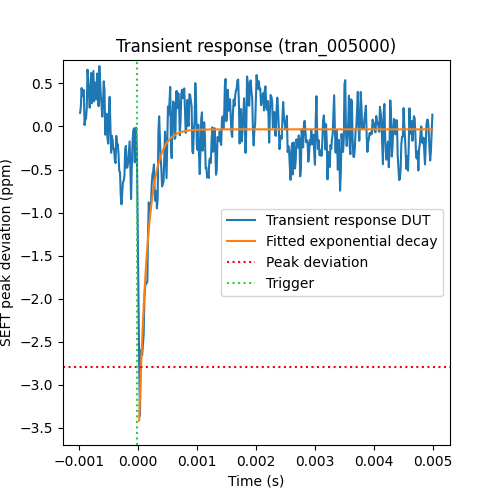 Transient response (tran_005000)
SEFT peak deviation (ppm)
0.5
0.0
−0.5
−1.0
−1.5
−2.0
−2.5
−3.0
−3.5
Transient response DUT
Fitted exponential decay
Peak deviation
Trigger
−0.001 0.000 0.001 0.002 0.003 0.004 0.005
Time (s)